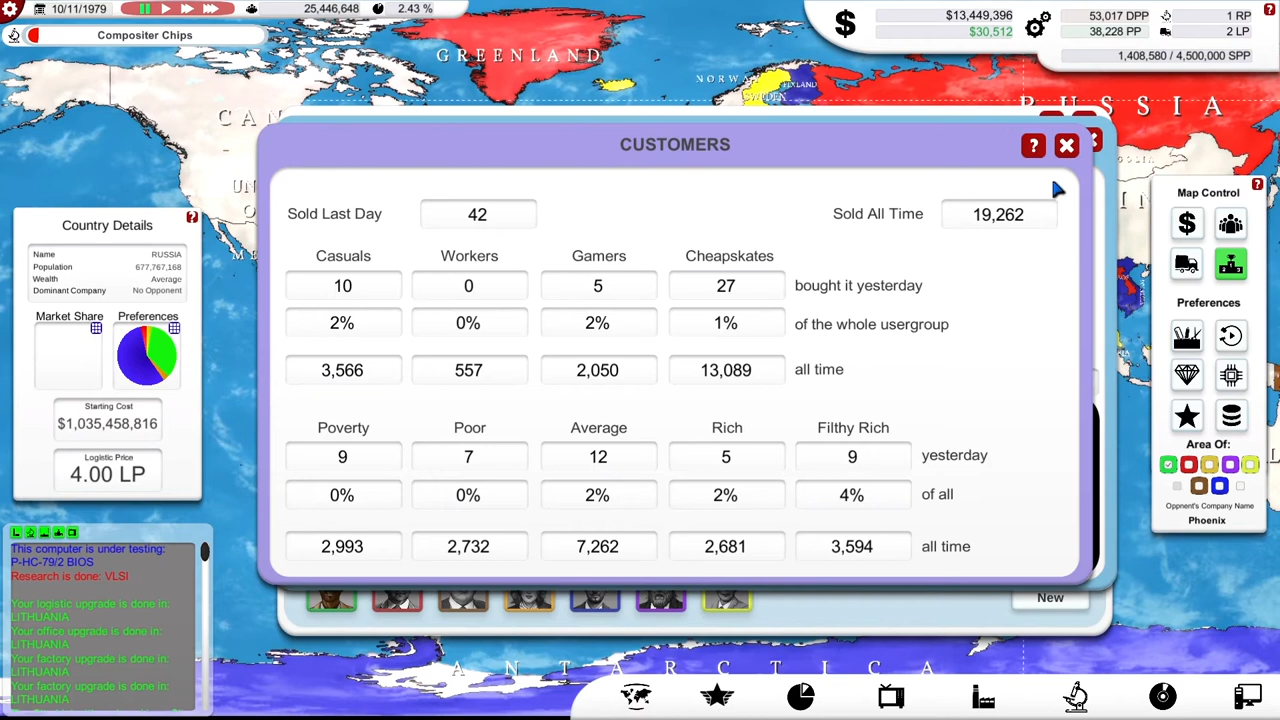 10/11/1979
25,446,648
2.43 %
Compositer Chips
$13,449,396
$30,512
53,017 DPP
38,228 PP
1 RP
2 LP
1,408,580 / 4,500,000 SPP
GREENLAND
NORWA
FINLAND
SWEDEN
RUSSIA
CAN
UN
CUSTOMERS
?
Sold Last Day
42
Sold All Time
19,262
Casuals
Workers
Gamers
Cheapskates
10
0
5
27
bought it yesterday
2%
0%
2%
1%
of the whole usergroup
3,566
557
2,050
13,089
all time
Poverty
Poor
Average
Rich
Filthy Rich
9
7
12
5
9
yesterday
0%
0%
2%
2%
4%
of all
2,993
2,732
7,262
2,681
3,594
all time
New
Country Details
?
Name RUSSIA
Population 677,767,168
Wealth Average
Dominant Company No Opponent
Market Share
Preferences
Starting Cost
$1,035,458,816
Logistic Price
4.00 LP
This computer is under testing:
P-HC-79/2 BIOS
Research is done: VLSI
Your logistic upgrade is done in:
LITHUANIA
Your office upgrade is done in:
LITHUANIA
Your factory upgrade is done in:
LITHUANIA
Your factory upgrade is done in:
LITHUANIA
Map Control
?
Preferences
Area Of:
Oppnent's Company Name
Phoenix
ANTARCTICA